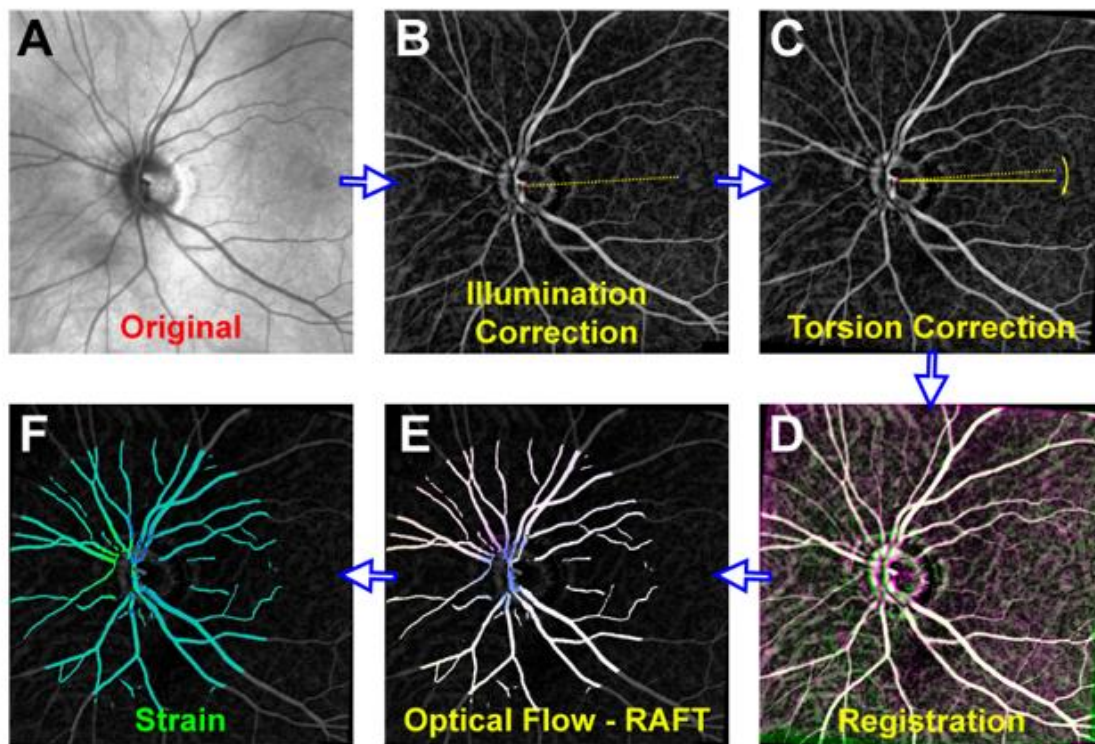 A
Original
B
Illumination
Correction
C
Torsion Correction
F
Strain
E
Optical Flow - RAFT
D
Registration